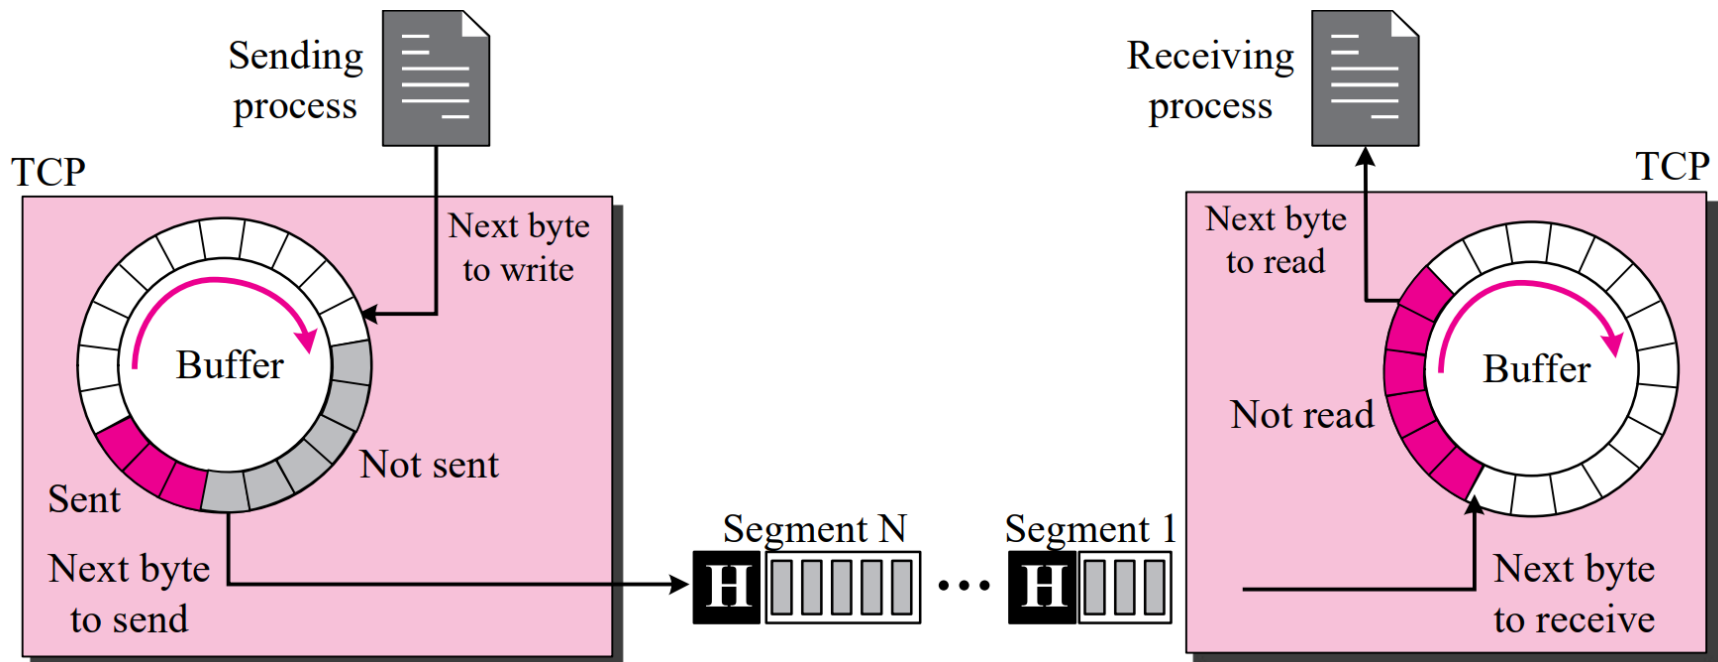 Sending
process
TCP
Next byte
to write
Buffer
Not sent
Sent
Next byte
to send
Segment N
H
...
Segment 1
H
Receiving
process
TCP
Next byte
to read
Buffer
Not read
Next byte
to receive